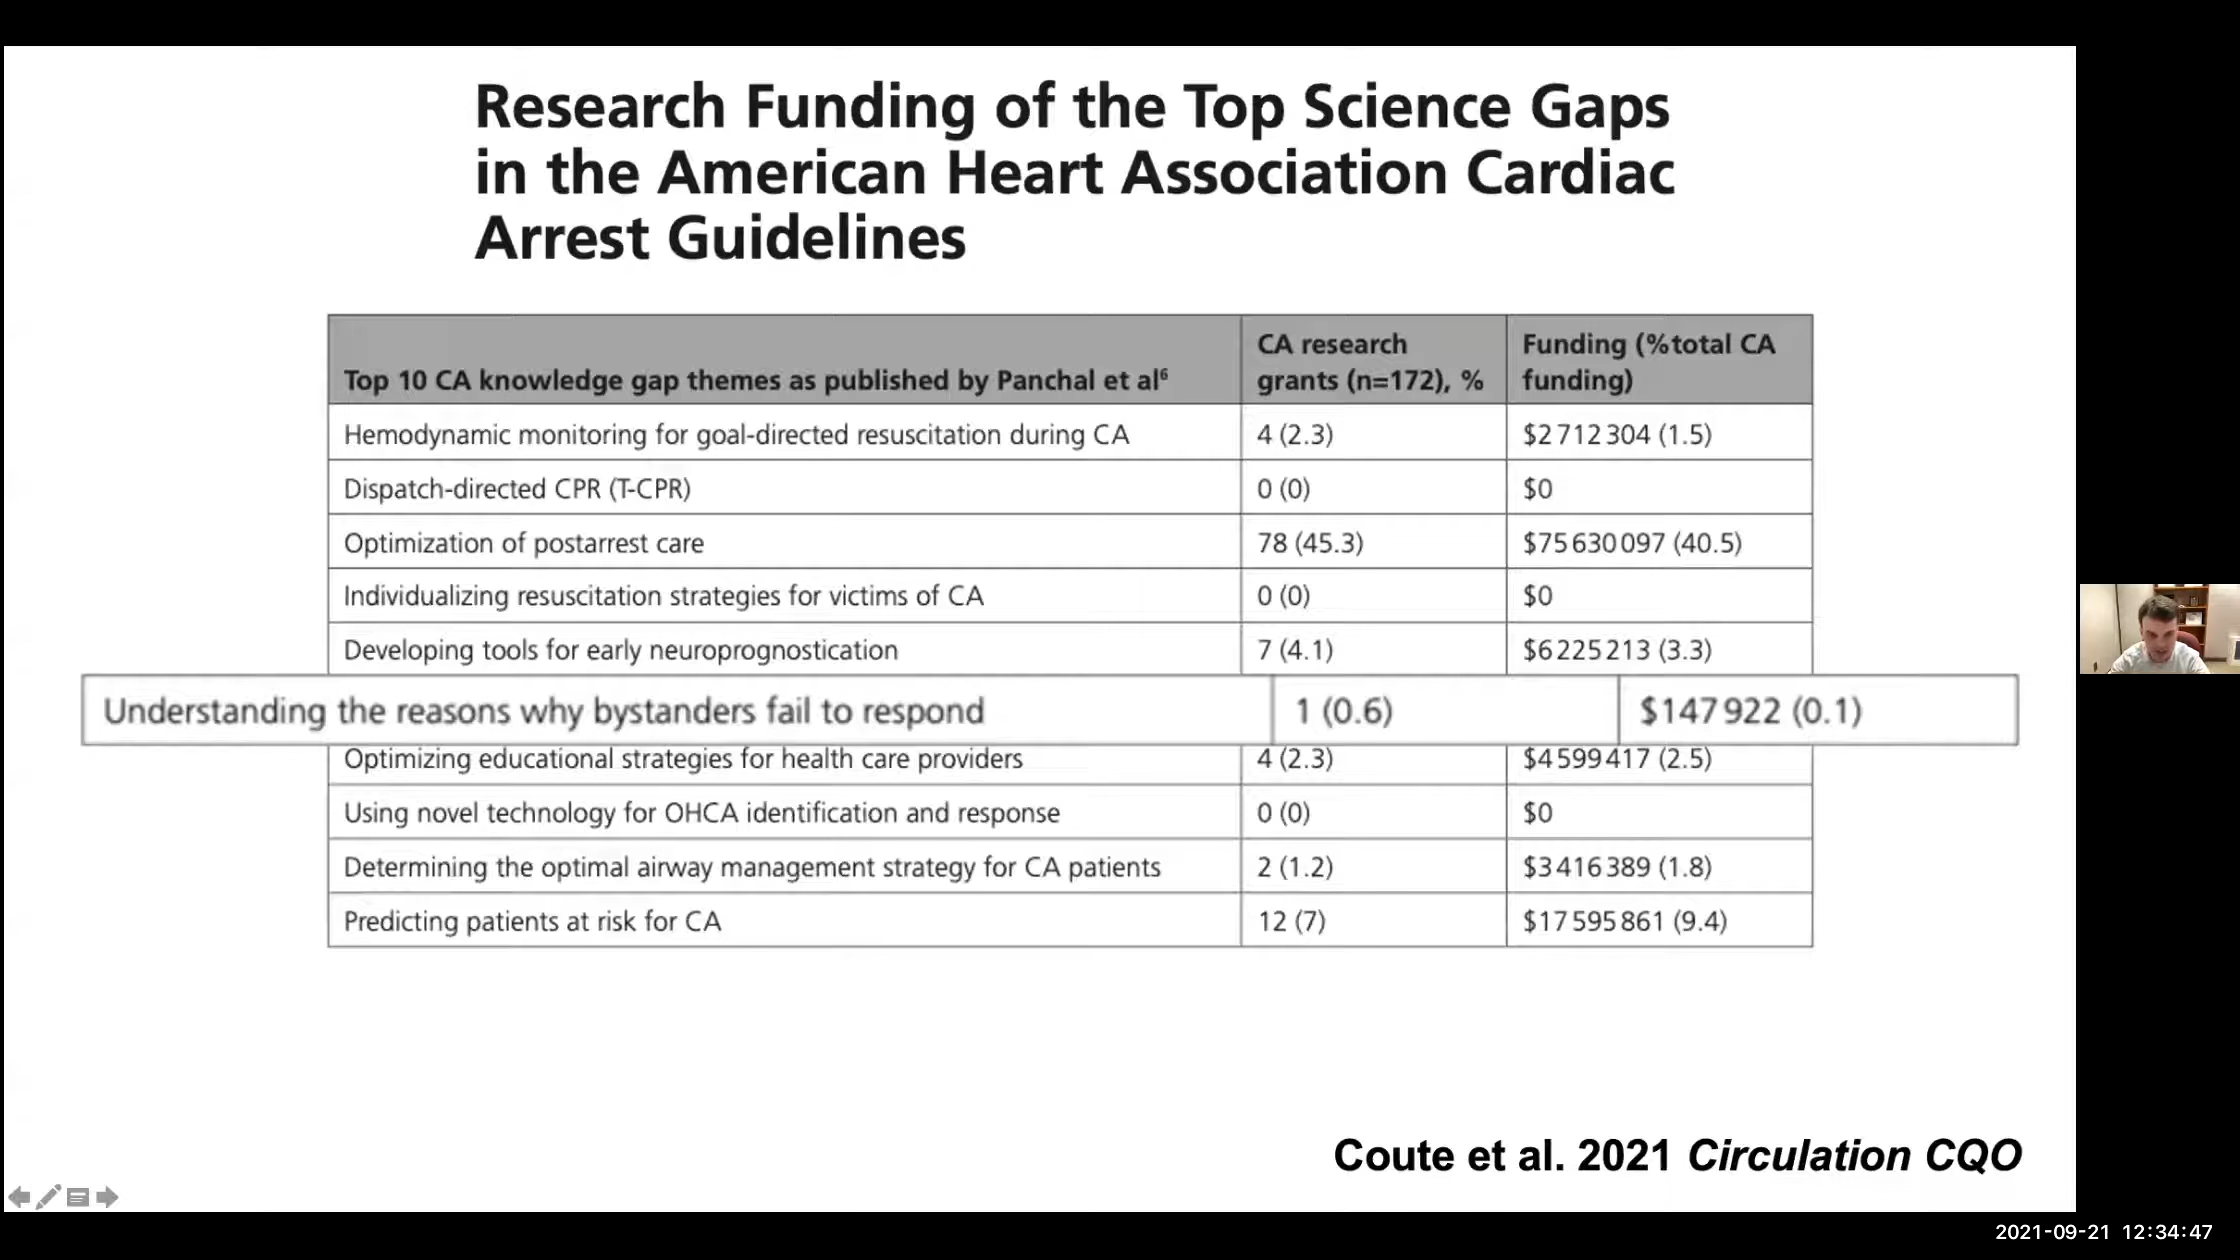 Research Funding of the Top Science Gaps
in the American Heart Association Cardiac
Arrest Guidelines
Top 10 CA knowledge gap themes as published by Panchal et al⁶ CA research grants (n=172), % Funding (%total CA funding)
Hemodynamic monitoring for goal-directed resuscitation during CA 4 (2.3) $2 712 304 (1.5)
Dispatch-directed CPR (T-CPR) 0 (0) $0
Optimization of postarrest care 78 (45.3) $75 630 097 (40.5)
Individualizing resuscitation strategies for victims of CA 0 (0) $0
Developing tools for early neuroprognostication 7 (4.1) $6 225 213 (3.3)
Understanding the reasons why bystanders fail to respond 1 (0.6) $147 922 (0.1)
Optimizing educational strategies for health care providers 4 (2.3) $4 599 417 (2.5)
Using novel technology for OHCA identification and response 0 (0) $0
Determining the optimal airway management strategy for CA patients 2 (1.2) $3 416 389 (1.8)
Predicting patients at risk for CA 12 (7) $17 595 861 (9.4)
Coute et al. 2021 Circulation CQO
2021-09-21 12:34:47